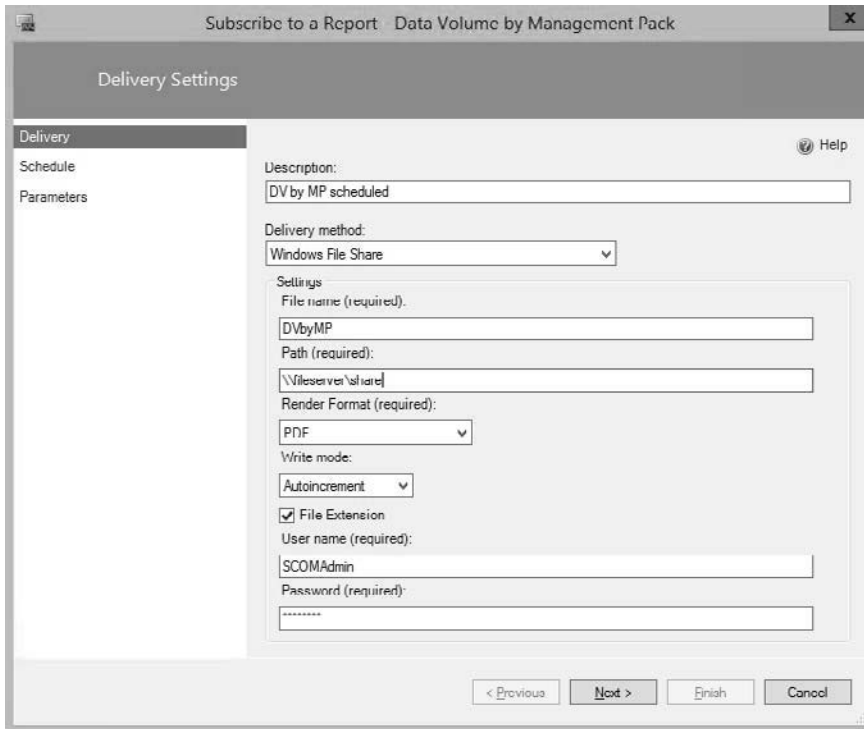 Subscribe to a Report - Data Volume by Management Pack
x
Delivery Settings
Delivery
Schedule
Parameters
Help
Description:
DV by MP scheduled
Delivery method:
Windows File Share
Settings
File name (required).
DVbyMP
Path (required):
\\fileserver\share
Render Format (required):
PDF
Write mode:
Autoincrement
File Extension
User name (required):
SCOMAdmin
Password (required):
--------
< Previous
Next >
Finish
Cancel